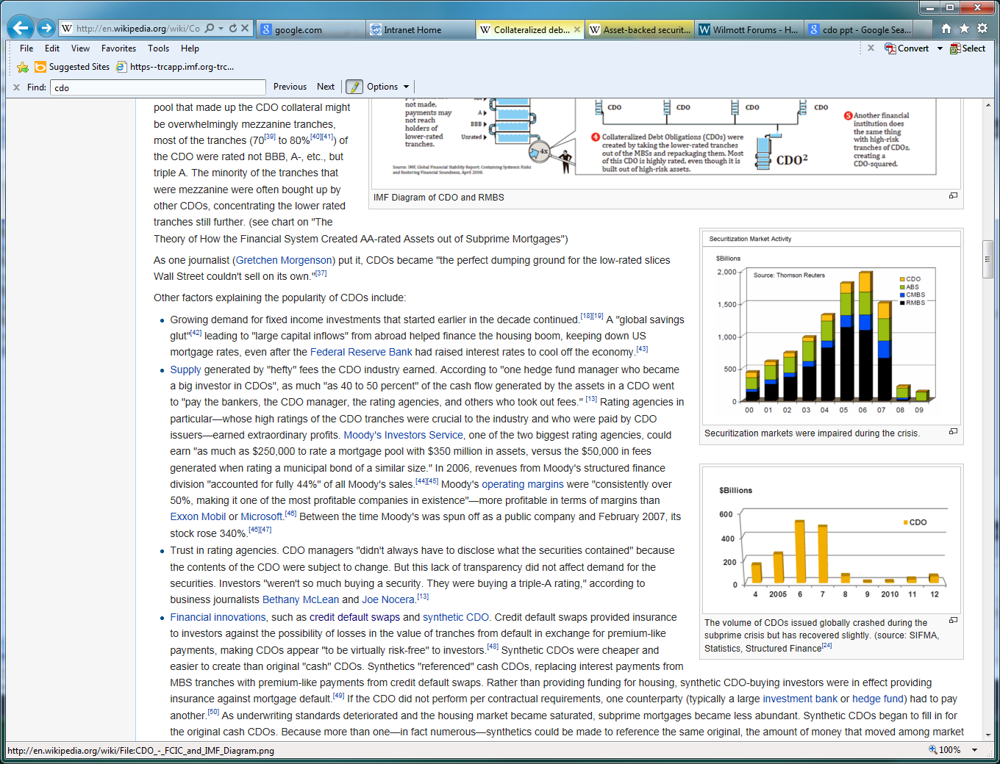 http://en.wikipedia.org/wiki/Co
google.com
Intranet Home
Collateralized deb...
Asset-backed securit...
Wilmott Forums - H...
cdo ppt - Google Sea...
File Edit View Favorites Tools Help
Convert
Select
Suggested Sites
https--trcapp.imf.org-trc...
Find: cdo Previous Next Options
pool that made up the CDO collateral might
be overwhelmingly mezzanine tranches,
most of the tranches (70[39] to 80%[40][41]) of
the CDO were rated not BBB, A-, etc., but
triple A. The minority of the tranches that
were mezzanine were often bought up by
other CDOs, concentrating the lower rated
tranches still further. (see chart on "The
Theory of How the Financial System Created AA-rated Assets out of Subprime Mortgages")
not made,
payments may
not reach
holders of
lower-rated
tranches.
A
BBB
Unrated
4x
CDO CDO CDO CDO
4 Collateralized Debt Obligations (CDOs) were
created by taking the lower-rated tranches
out of the MBSs and repackaging them. Most
of this CDO is highly rated, even though it is
built out of high-risk assets.
CDO2
5 Another financial
institution does
the same thing
with high-risk
tranches of CDOs,
creating a
CDO-squared.
Source: IMF, Global Financial Stability Report: Containing Systemic Risks
and Restoring Financial Soundness, April 2008.
IMF Diagram of CDO and RMBS
As one journalist (Gretchen Morgenson) put it, CDOs became "the perfect dumping ground for the low-rated slices
Wall Street couldn't sell on its own."[37]
Other factors explaining the popularity of CDOs include:
Growing demand for fixed income investments that started earlier in the decade continued.[18][19] A "global savings
glut"[42] leading to "large capital inflows" from abroad helped finance the housing boom, keeping down US
mortgage rates, even after the Federal Reserve Bank had raised interest rates to cool off the economy.[43]
Supply generated by "hefty" fees the CDO industry earned. According to "one hedge fund manager who became
a big investor in CDOs", as much "as 40 to 50 percent" of the cash flow generated by the assets in a CDO went
to "pay the bankers, the CDO manager, the rating agencies, and others who took out fees." [13] Rating agencies in
particular—whose high ratings of the CDO tranches were crucial to the industry and who were paid by CDO
issuers—earned extraordinary profits. Moody's Investors Service, one of the two biggest rating agencies, could
earn "as much as $250,000 to rate a mortgage pool with $350 million in assets, versus the $50,000 in fees
generated when rating a municipal bond of a similar size." In 2006, revenues from Moody's structured finance
division "accounted for fully 44%" of all Moody's sales.[44][45] Moody's operating margins were "consistently over
50%, making it one of the most profitable companies in existence"—more profitable in terms of margins than
Exxon Mobil or Microsoft.[46] Between the time Moody's was spun off as a public company and February 2007, its
stock rose 340%.[46][47]
Trust in rating agencies. CDO managers "didn't always have to disclose what the securities contained" because
the contents of the CDO were subject to change. But this lack of transparency did not affect demand for the
securities. Investors "weren't so much buying a security. They were buying a triple-A rating," according to
business journalists Bethany McLean and Joe Nocera.[13]
Financial innovations, such as credit default swaps and synthetic CDO. Credit default swaps provided insurance
to investors against the possibility of losses in the value of tranches from default in exchange for premium-like
payments, making CDOs appear "to be virtually risk-free" to investors.[48] Synthetic CDOs were cheaper and
easier to create than original "cash" CDOs. Synthetics "referenced" cash CDOs, replacing interest payments from
MBS tranches with premium-like payments from credit default swaps. Rather than providing funding for housing, synthetic CDO-buying investors were in effect providing
insurance against mortgage default.[49] If the CDO did not perform per contractual requirements, one counterparty (typically a large investment bank or hedge fund) had to pay
another.[50] As underwriting standards deteriorated and the housing market became saturated, subprime mortgages became less abundant. Synthetic CDOs began to fill in for
the original cash CDOs. Because more than one—in fact numerous—synthetics could be made to reference the same original, the amount of money that moved among market
Securitization Market Activity
$Billions
Source: Thomson Reuters
CDO
ABS
CMBS
RMBS
2,000
1,500
1,000
500
0
00 01 02 03 04 05 06 07 08 09
Securitization markets were impaired during the crisis.
$Billions
CDO
600
400
200
0
4 2005 6 7 8 9 2010 11 12
The volume of CDOs issued globally crashed during the
subprime crisis but has recovered slightly. (source: SIFMA,
Statistics, Structured Finance[24]
http://en.wikipedia.org/wiki/File:CDO_-_FCIC_and_IMF_Diagram.png
100%